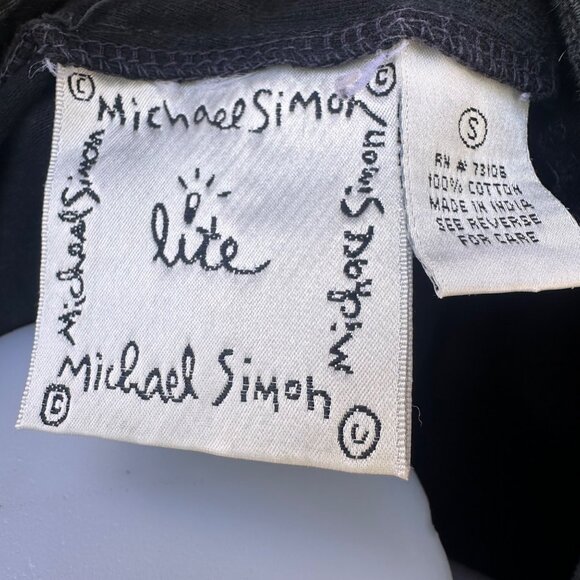 © Michael Simon ©
Michael Simon
lite
Michael Simon
© Michael Simon ©
S
RN # 73106
100% COTTON
MADE IN INDIA
SEE REVERSE
FOR CARE